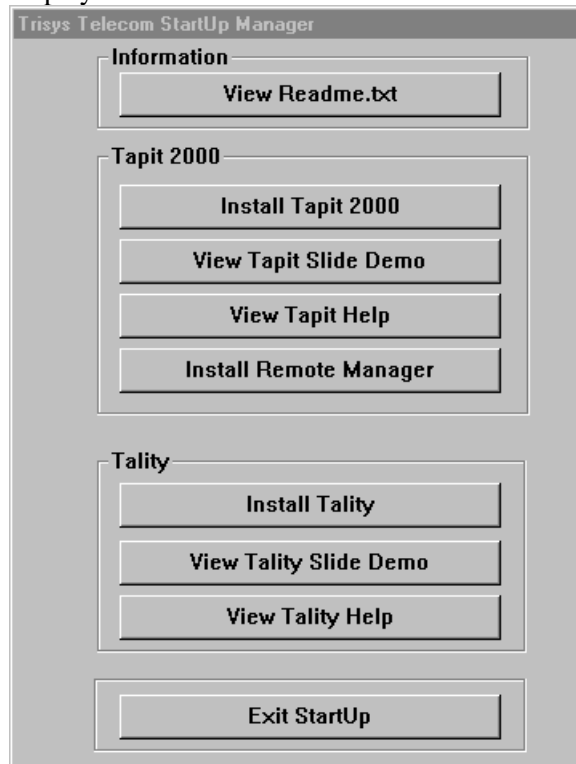 Trisys Telecom StartUp Manager
Information
View Readme.txt
Tapit 2000
Install Tapit 2000
View Tapit Slide Demo
View Tapit Help
Install Remote Manager
Tality
Install Tality
View Tality Slide Demo
View Tality Help
Exit StartUp